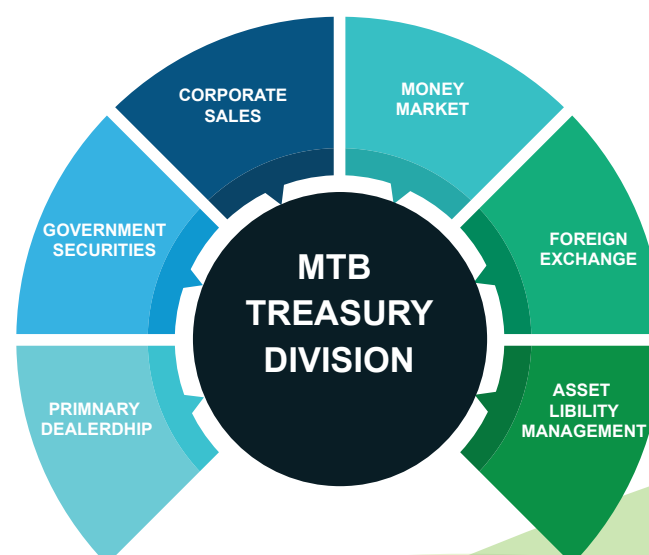 CORPORATE
SALES
MONEY
MARKET
GOVERNMENT
SECURITIES
FOREIGN
EXCHANGE
MTB
TREASURY
DIVISION
PRIMNARY
DEALERDHIP
ASSET
LIBILITY
MANAGEMENT